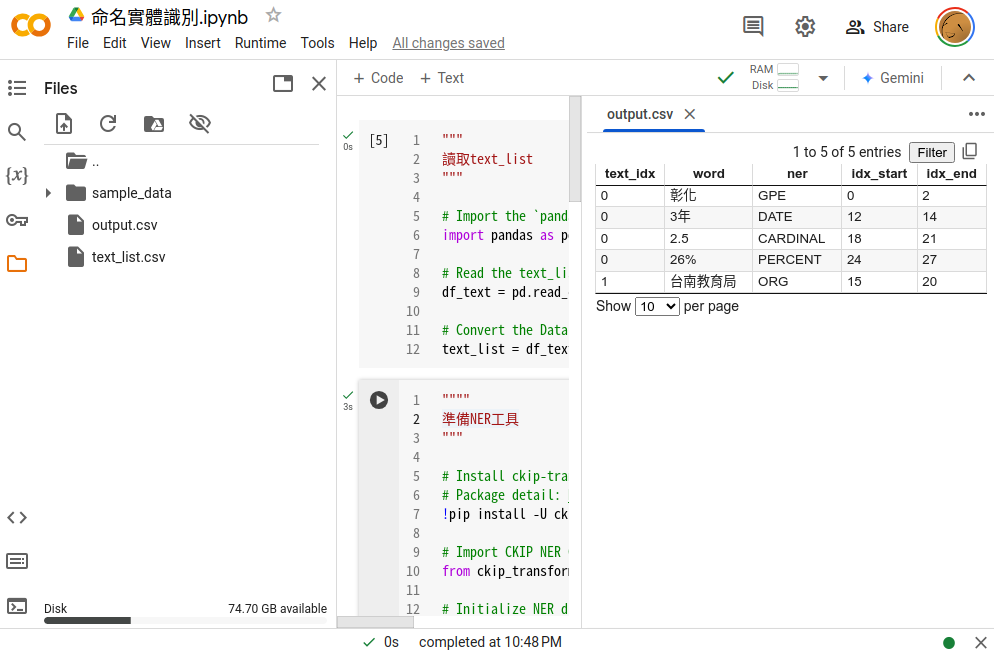 命名實體識別.ipynb
File Edit View Insert Runtime Tools Help All changes saved
Share
Files
+ Code + Text
RAM
Disk
Gemini
..
sample_data
output.csv
text_list.csv
Disk
74.70 GB available
0s
[5]
1 """
2 讀取text_list
3 """
4
5 # Import the `pand
6 import pandas as p
7
8 # Read the text_li
9 df_text = pd.read_
10
11 # Convert the Data
12 text_list = df_tex
3s
1 """"
2 準備NER工具
3 """
4
5 # Install ckip-tra
6 # Package detail:
7 !pip install -U ck
8
9 # Import CKIP NER
10 from ckip_transfor
11
12 # Initialize NER d
output.csv
1 to 5 of 5 entries Filter
text_idx word ner idx_start idx_end
0 彰化 GPE 0 2
0 3年 DATE 12 14
0 2.5 CARDINAL 18 21
0 26% PERCENT 24 27
1 台南教育局 ORG 15 20
Show 10 per page
0s completed at 10:48 PM